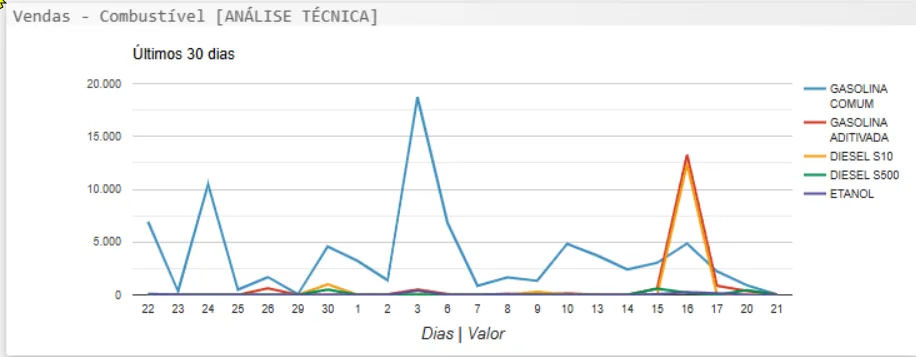 Vendas - Combustível [ANÁLISE TÉCNICA]
Últimos 30 dias
20.000
15.000
10.000
5.000
0
22 23 24 25 26 29 30 1 2 3 6 7 8 9 10 13 14 15 16 17 20 21
Dias | Valor
GASOLINA
COMUM
GASOLINA
ADITIVADA
DIESEL S10
DIESEL S500
ETANOL